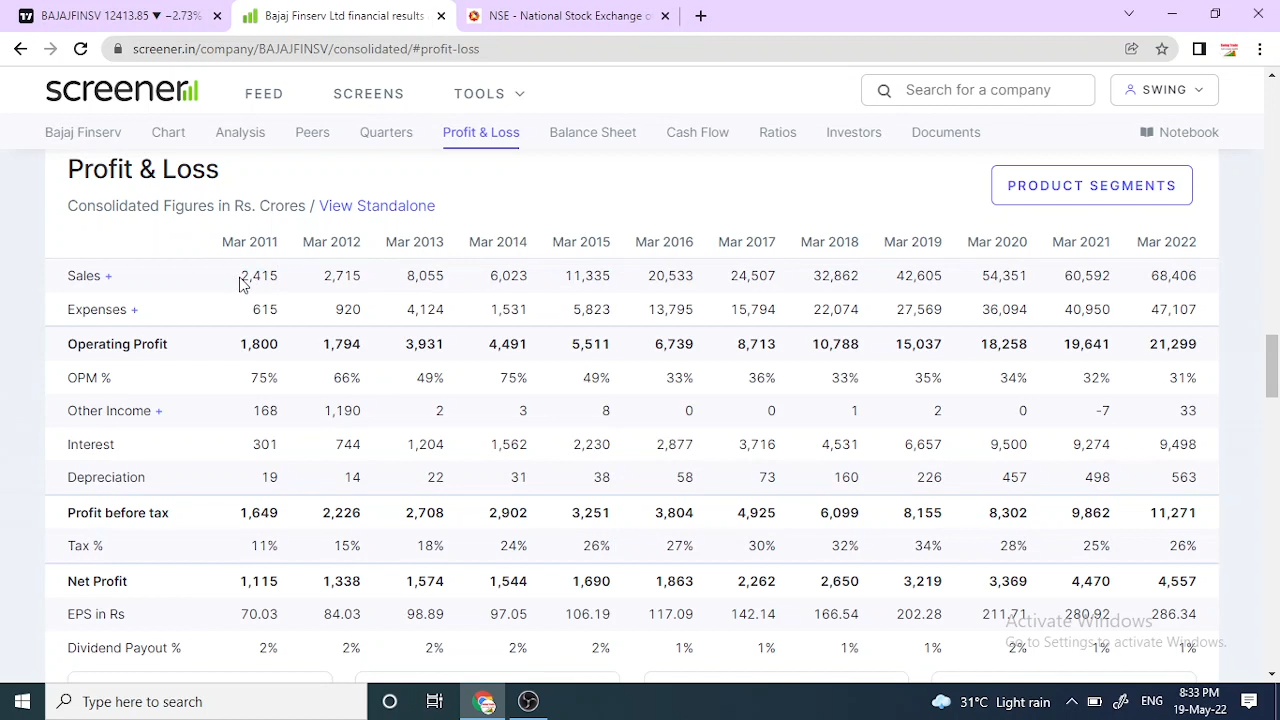 BAJAJFINSV 12413.85 ▼ −2.73%
Bajaj Finserv Ltd financial results
NSE - National Stock Exchange o
screener.in/company/BAJAJFINSV/consolidated/#profit-loss
screener FEED SCREENS TOOLS Search for a company SWING
Bajaj Finserv Chart Analysis Peers Quarters Profit & Loss Balance Sheet Cash Flow Ratios Investors Documents Notebook
Profit & Loss
PRODUCT SEGMENTS
Consolidated Figures in Rs. Crores / View Standalone
Mar 2011 Mar 2012 Mar 2013 Mar 2014 Mar 2015 Mar 2016 Mar 2017 Mar 2018 Mar 2019 Mar 2020 Mar 2021 Mar 2022
Sales + 2,415 2,715 8,055 6,023 11,335 20,533 24,507 32,862 42,605 54,351 60,592 68,406
Expenses + 615 920 4,124 1,531 5,823 13,795 15,794 22,074 27,569 36,094 40,950 47,107
Operating Profit 1,800 1,794 3,931 4,491 5,511 6,739 8,713 10,788 15,037 18,258 19,641 21,299
OPM % 75% 66% 49% 75% 49% 33% 36% 33% 35% 34% 32% 31%
Other Income + 168 1,190 2 3 8 0 0 1 2 0 -7 33
Interest 301 744 1,204 1,562 2,230 2,877 3,716 4,531 6,657 9,500 9,274 9,498
Depreciation 19 14 22 31 38 58 73 160 226 457 498 563
Profit before tax 1,649 2,226 2,708 2,902 3,251 3,804 4,925 6,099 8,155 8,302 9,862 11,271
Tax % 11% 15% 18% 24% 26% 27% 30% 32% 34% 28% 25% 26%
Net Profit 1,115 1,338 1,574 1,544 1,690 1,863 2,262 2,650 3,219 3,369 4,470 4,557
EPS in Rs 70.03 84.03 98.89 97.05 106.19 117.09 142.14 166.54 202.28 211.71 280.92 286.34
Activate Windows
Go to Settings to activate Windows.
Dividend Payout % 2% 2% 2% 2% 2% 1% 1% 1% 1% 2% 1% 1%
Type here to search 31°C Light rain ENG 8:33 PM
19-May-22